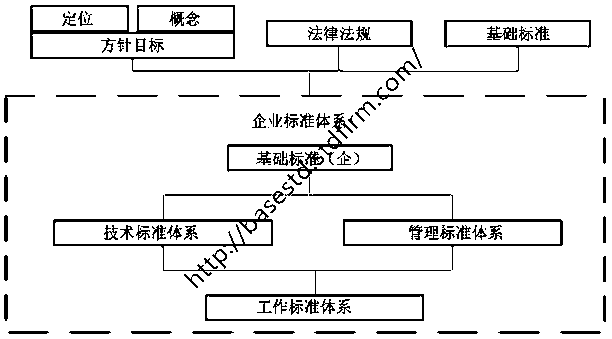 定位 概念
方针目标 法律法规 基础标准
企业标准体系
基础标准（企）
技术标准体系 管理标准体系
工作标准体系
http://basestd.stdfirm.com/